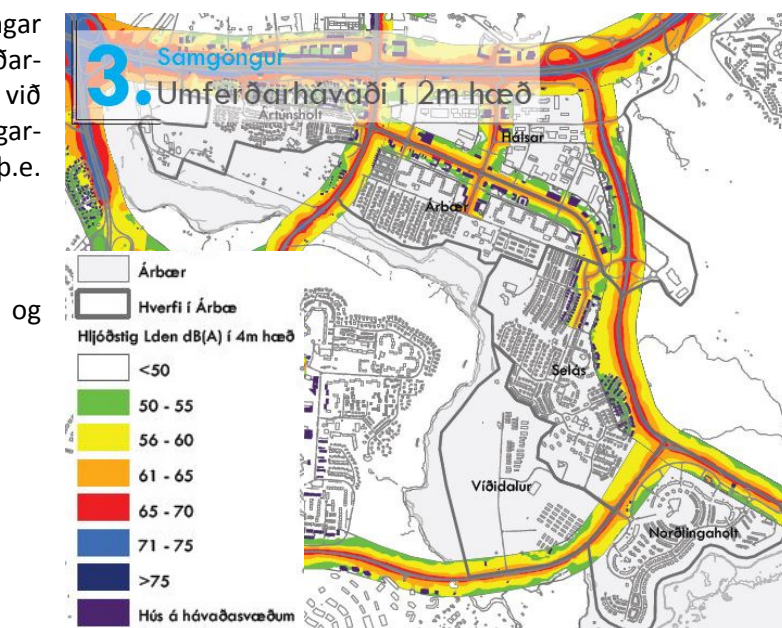 ngar
ðar-
við
gar-
þ.e.
og
3. Samgöngur
Umferðarhávaði í 2m hæð
Ártúnsholt
Hálsar
Árbær
Selás
Víðidalur
Norðlingaholt
Árbær
Hverfi í Árbæ
Hljóðstig Lden dB(A) í 4m hæð
<50
50 - 55
56 - 60
61 - 65
65 - 70
71 - 75
>75
Hús á hávaðasvæðum